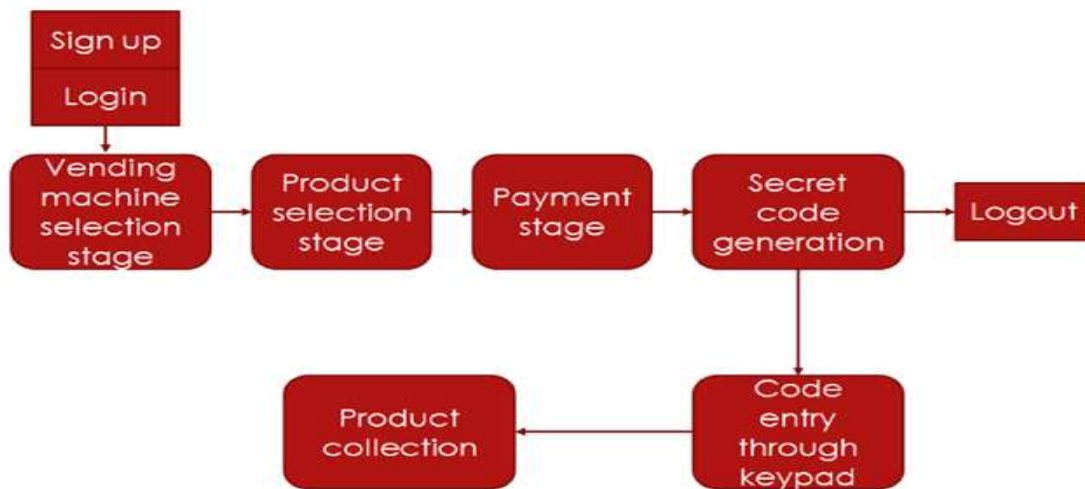 Sign up
Login
Vending
machine
selection
stage
Product
selection
stage
Payment
stage
Secret
code
generation
Logout
Product
collection
Code
entry
through
keypad